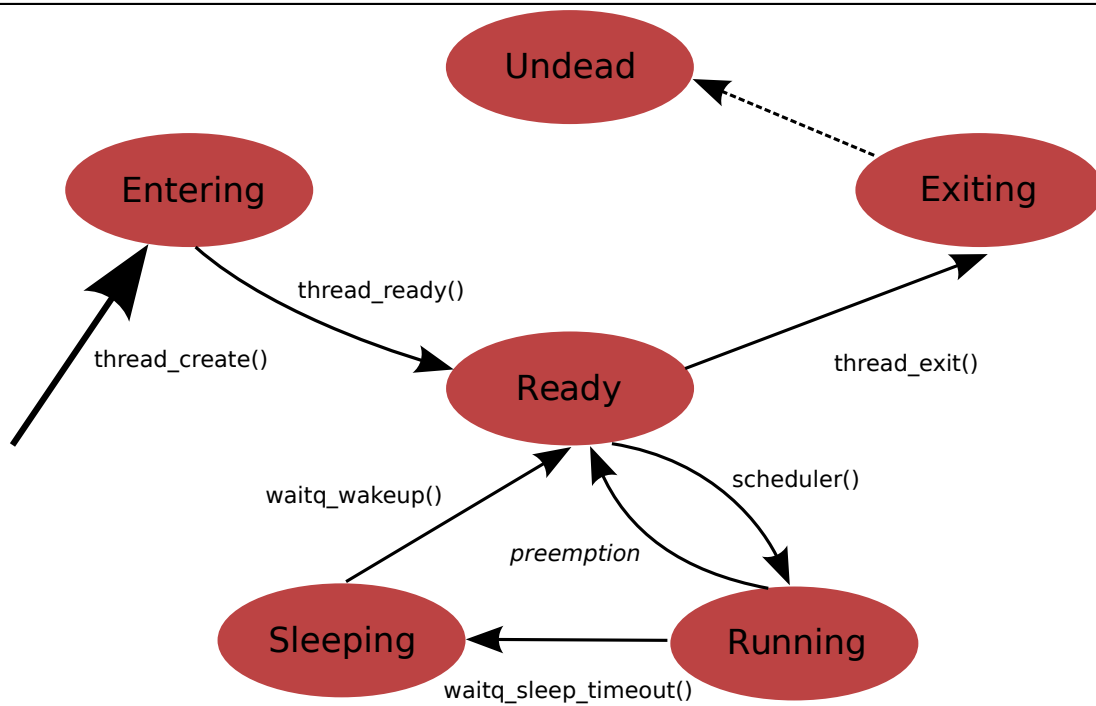 Undead
Entering
Exiting
thread_ready()
thread_create()
thread_exit()
Ready
waitq_wakeup()
scheduler()
preemption
Sleeping
Running
waitq_sleep_timeout()